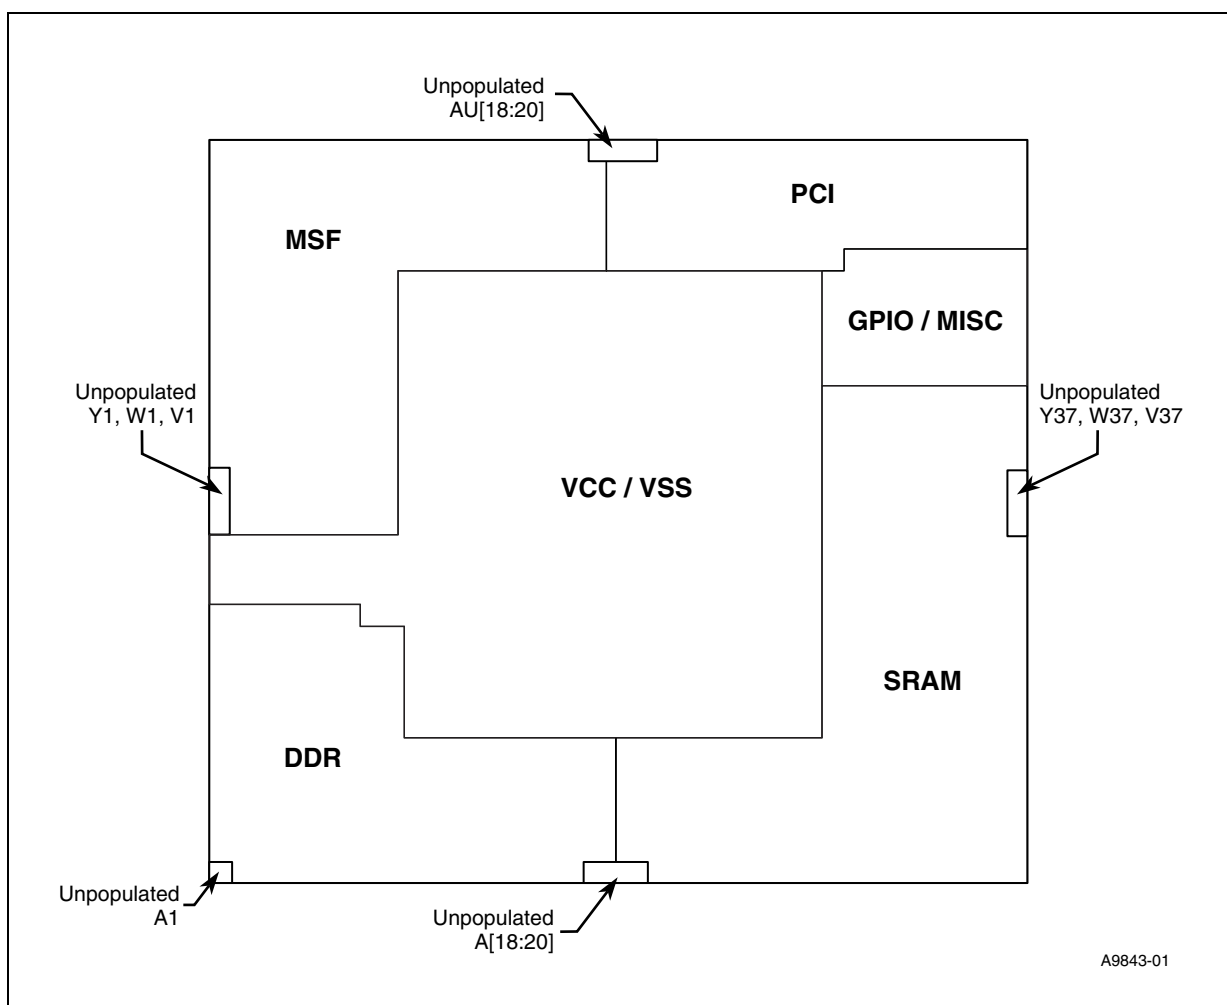 Unpopulated
AU[18:20]
PCI
MSF
GPIO / MISC
Unpopulated
Y1, W1, V1
Unpopulated
Y37, W37, V37
VCC / VSS
SRAM
DDR
Unpopulated
A1
Unpopulated
A[18:20]
A9843-01